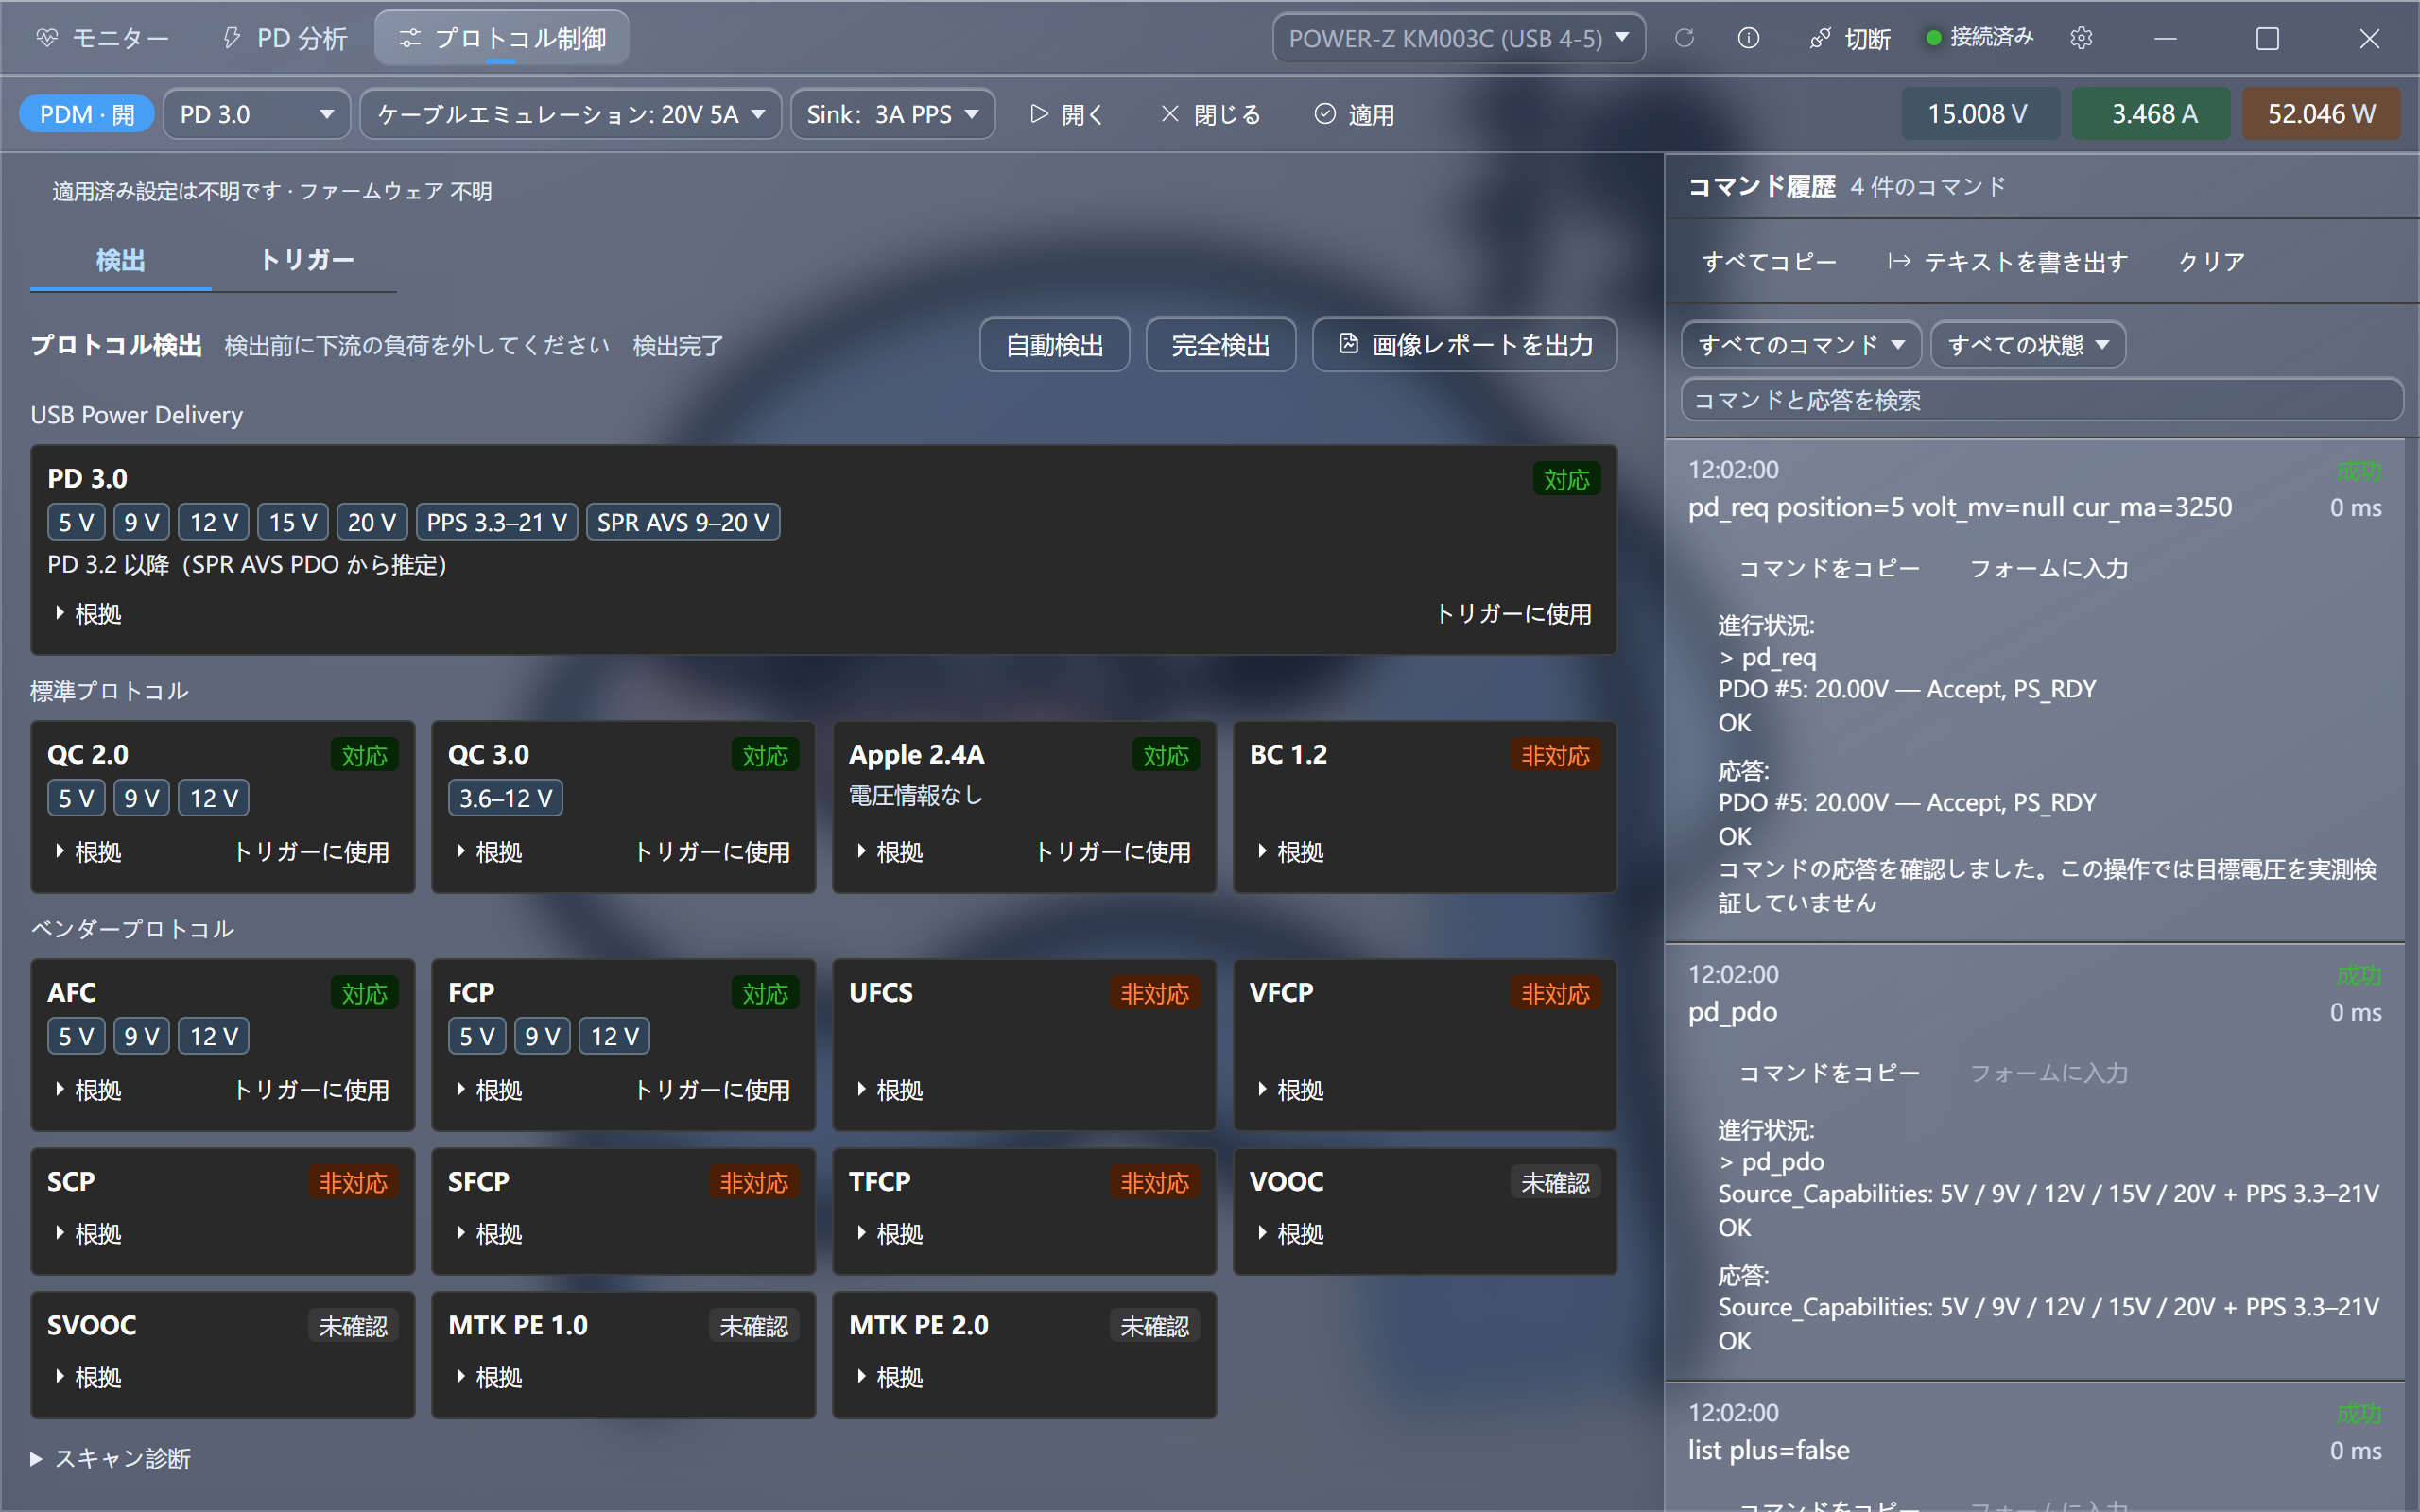 モニター
PD 分析
プロトコル制御
POWER-Z KM003C (USB 4-5)
切断
接続済み
PDM · 開
PD 3.0
ケーブルエミュレーション: 20V 5A
Sink: 3A PPS
開く
閉じる
適用
15.008 V
3.468 A
52.046 W
適用済み設定は不明です · ファームウェア 不明
検出
トリガー
プロトコル検出 検出前に下流の負荷を外してください 検出完了
自動検出
完全検出
画像レポートを出力
USB Power Delivery
PD 3.0
対応
5 V
9 V
12 V
15 V
20 V
PPS 3.3–21 V
SPR AVS 9–20 V
PD 3.2 以降（SPR AVS PDO から推定）
根拠
トリガーに使用
標準プロトコル
QC 2.0
対応
5 V
9 V
12 V
根拠
トリガーに使用
QC 3.0
対応
3.6–12 V
根拠
トリガーに使用
Apple 2.4A
対応
電圧情報なし
根拠
トリガーに使用
BC 1.2
非対応
根拠
ベンダープロトコル
AFC
対応
5 V
9 V
12 V
根拠
トリガーに使用
FCP
対応
5 V
9 V
12 V
根拠
トリガーに使用
UFCS
非対応
根拠
VFCP
非対応
根拠
SCP
非対応
根拠
SFCP
非対応
根拠
TFCP
非対応
根拠
VOOC
未確認
根拠
SVOOC
未確認
根拠
MTK PE 1.0
未確認
根拠
MTK PE 2.0
未確認
根拠
スキャン診断
コマンド履歴 4 件のコマンド
すべてコピー
テキストを書き出す
クリア
すべてのコマンド
すべての状態
コマンドと応答を検索
12:02:00
成功
pd_req position=5 volt_mv=null cur_ma=3250
0 ms
コマンドをコピー
フォームに入力
進行状況:
> pd_req
PDO #5: 20.00V — Accept, PS_RDY
OK
応答:
PDO #5: 20.00V — Accept, PS_RDY
OK
コマンドの応答を確認しました。この操作では目標電圧を実測検
証していません
12:02:00
成功
pd_pdo
0 ms
コマンドをコピー
フォームに入力
進行状況:
> pd_pdo
Source_Capabilities: 5V / 9V / 12V / 15V / 20V + PPS 3.3–21V
OK
応答:
Source_Capabilities: 5V / 9V / 12V / 15V / 20V + PPS 3.3–21V
OK
12:02:00
成功
list plus=false
0 ms
コマンドをコピー
フォームに入力